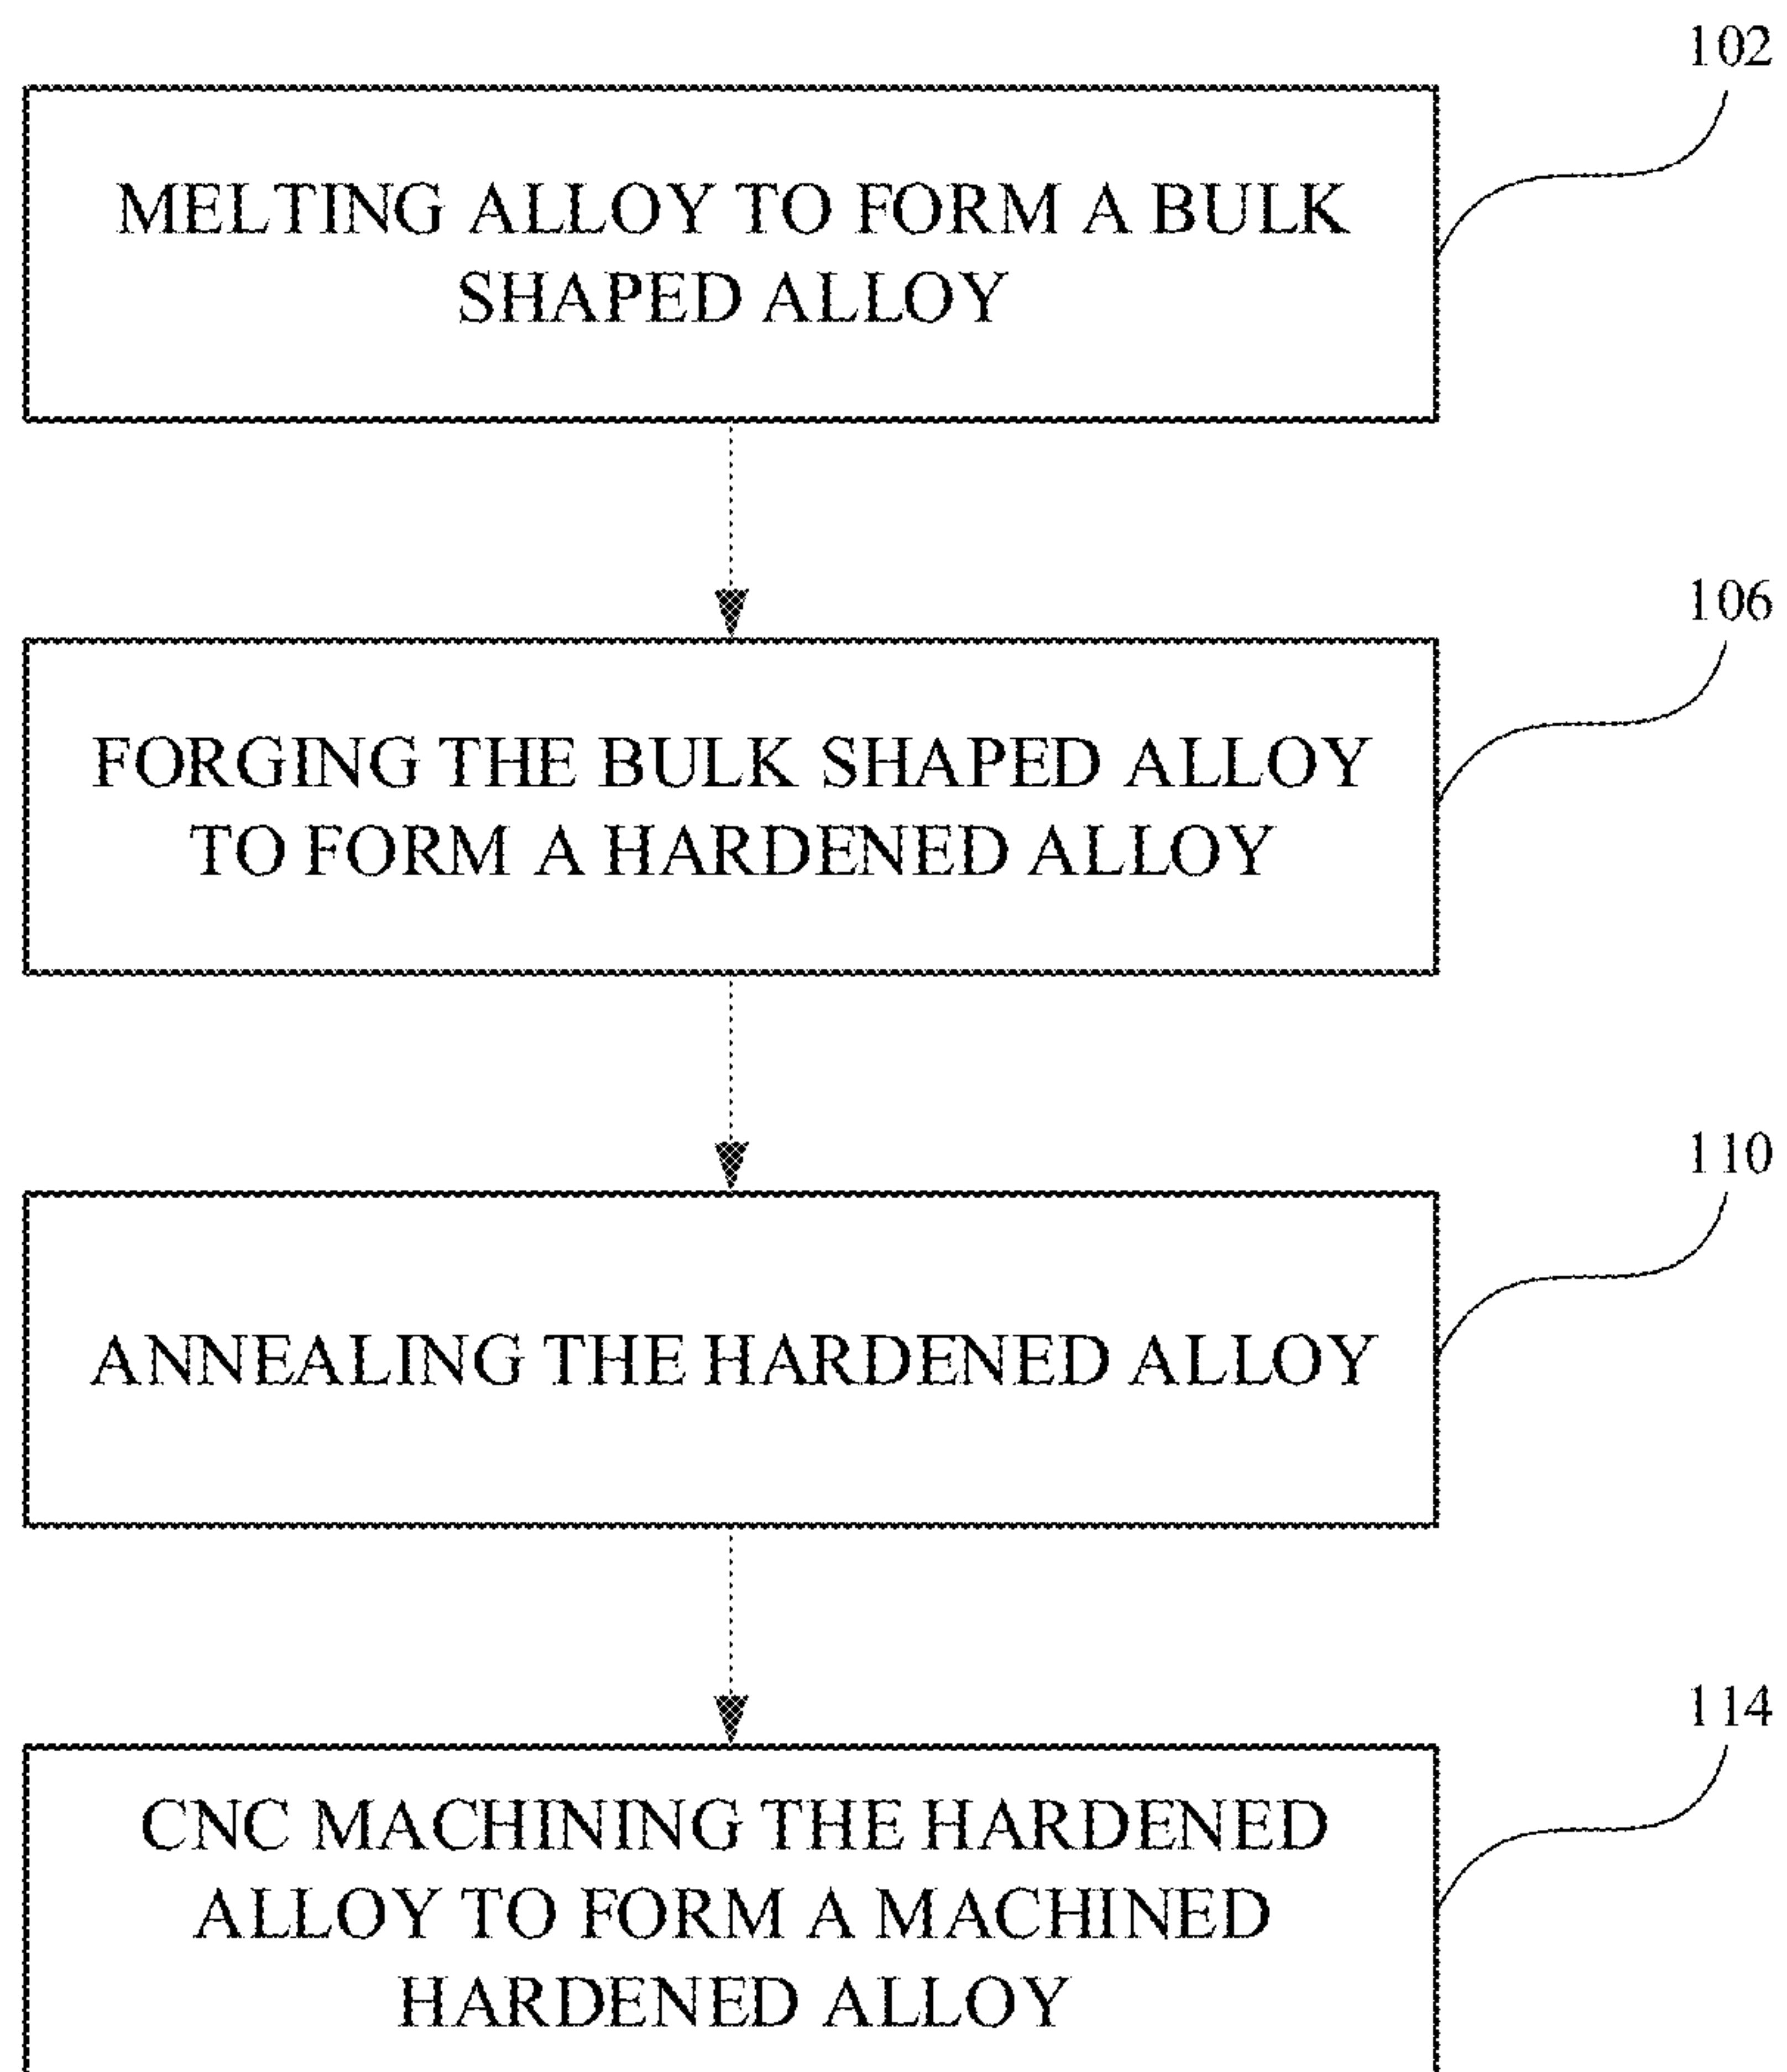 102
MELTING ALLOY TO FORM A BULK
SHAPED ALLOY
106
FORGING THE BULK SHAPED ALLOY
TO FORM A HARDENED ALLOY
110
ANNEALING THE HARDENED ALLOY
114
CNC MACHINING THE HARDENED
ALLOY TO FORM A MACHINED
HARDENED ALLOY